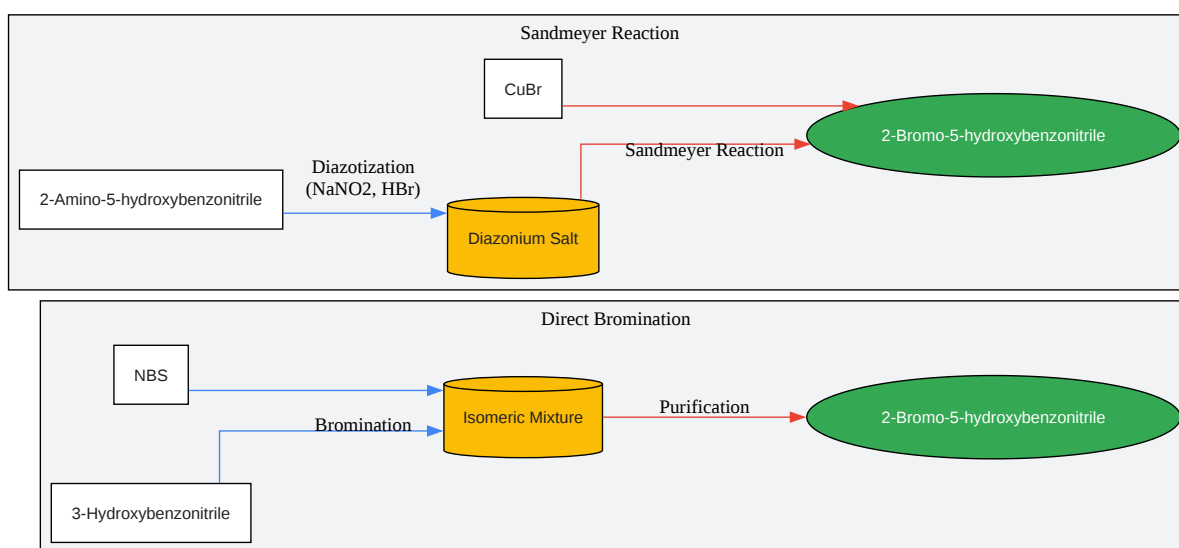 Sandmeyer Reaction
CuBr
2-Bromo-5-hydroxybenzonitrile
Sandmeyer Reaction
Diazotization
(NaNO2, HBr)
2-Amino-5-hydroxybenzonitrile
Diazonium Salt
Direct Bromination
NBS
Bromination
Isomeric Mixture
Purification
2-Bromo-5-hydroxybenzonitrile
3-Hydroxybenzonitrile